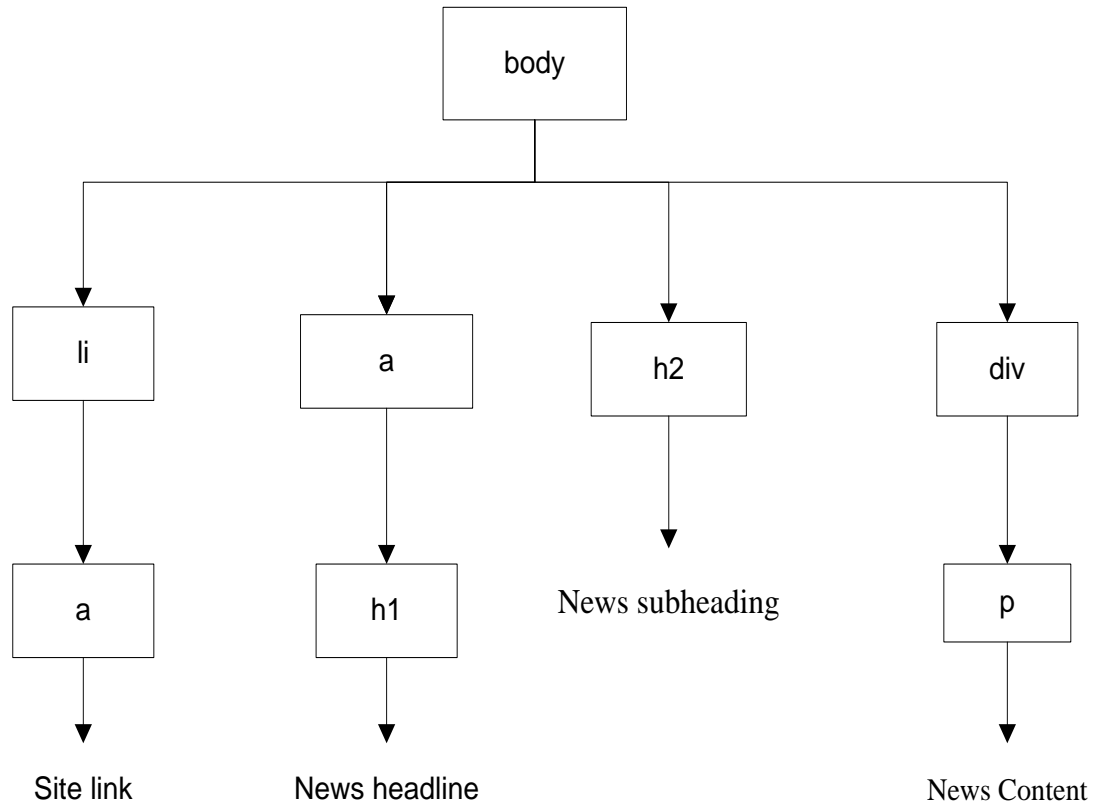 body
li
a
h2
div
a
h1
News subheading
p
Site link
News headline
News Content